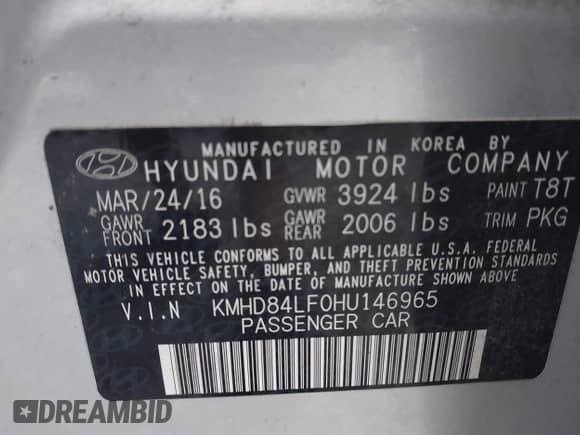 MANUFACTURED IN KOREA BY
HYUNDAI MOTOR COMPANY
MAR/24/16 GVWR 3924 lbs PAINT T8T
GAWR FRONT 2183 lbs GAWR REAR 2006 lbs TRIM PKG
THIS VEHICLE CONFORMS TO ALL APPLICABLE U.S.A. FEDERAL
MOTOR VEHICLE SAFETY, BUMPER, AND THEFT PREVENTION STANDARDS
IN EFFECT ON THE DATE OF MANUFACTURE SHOWN ABOVE
V.I.N KMHD84LF0HU146965
PASSENGER CAR
DREAMBID